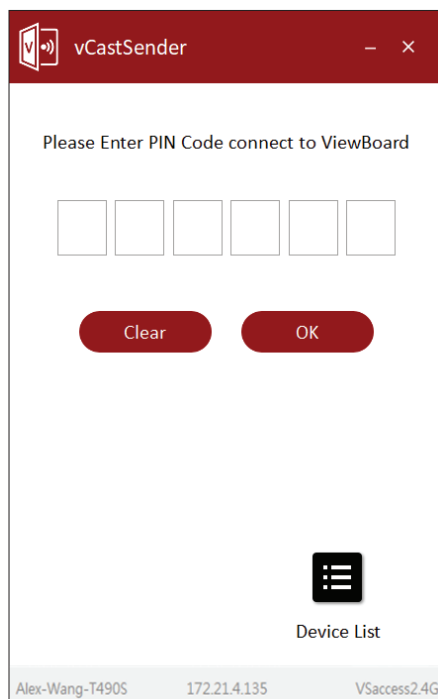 V vCastSender
Please Enter PIN Code connect to ViewBoard
Clear OK
Device List
Alex-Wang-T490S 172.21.4.135 VSaccess2.4G